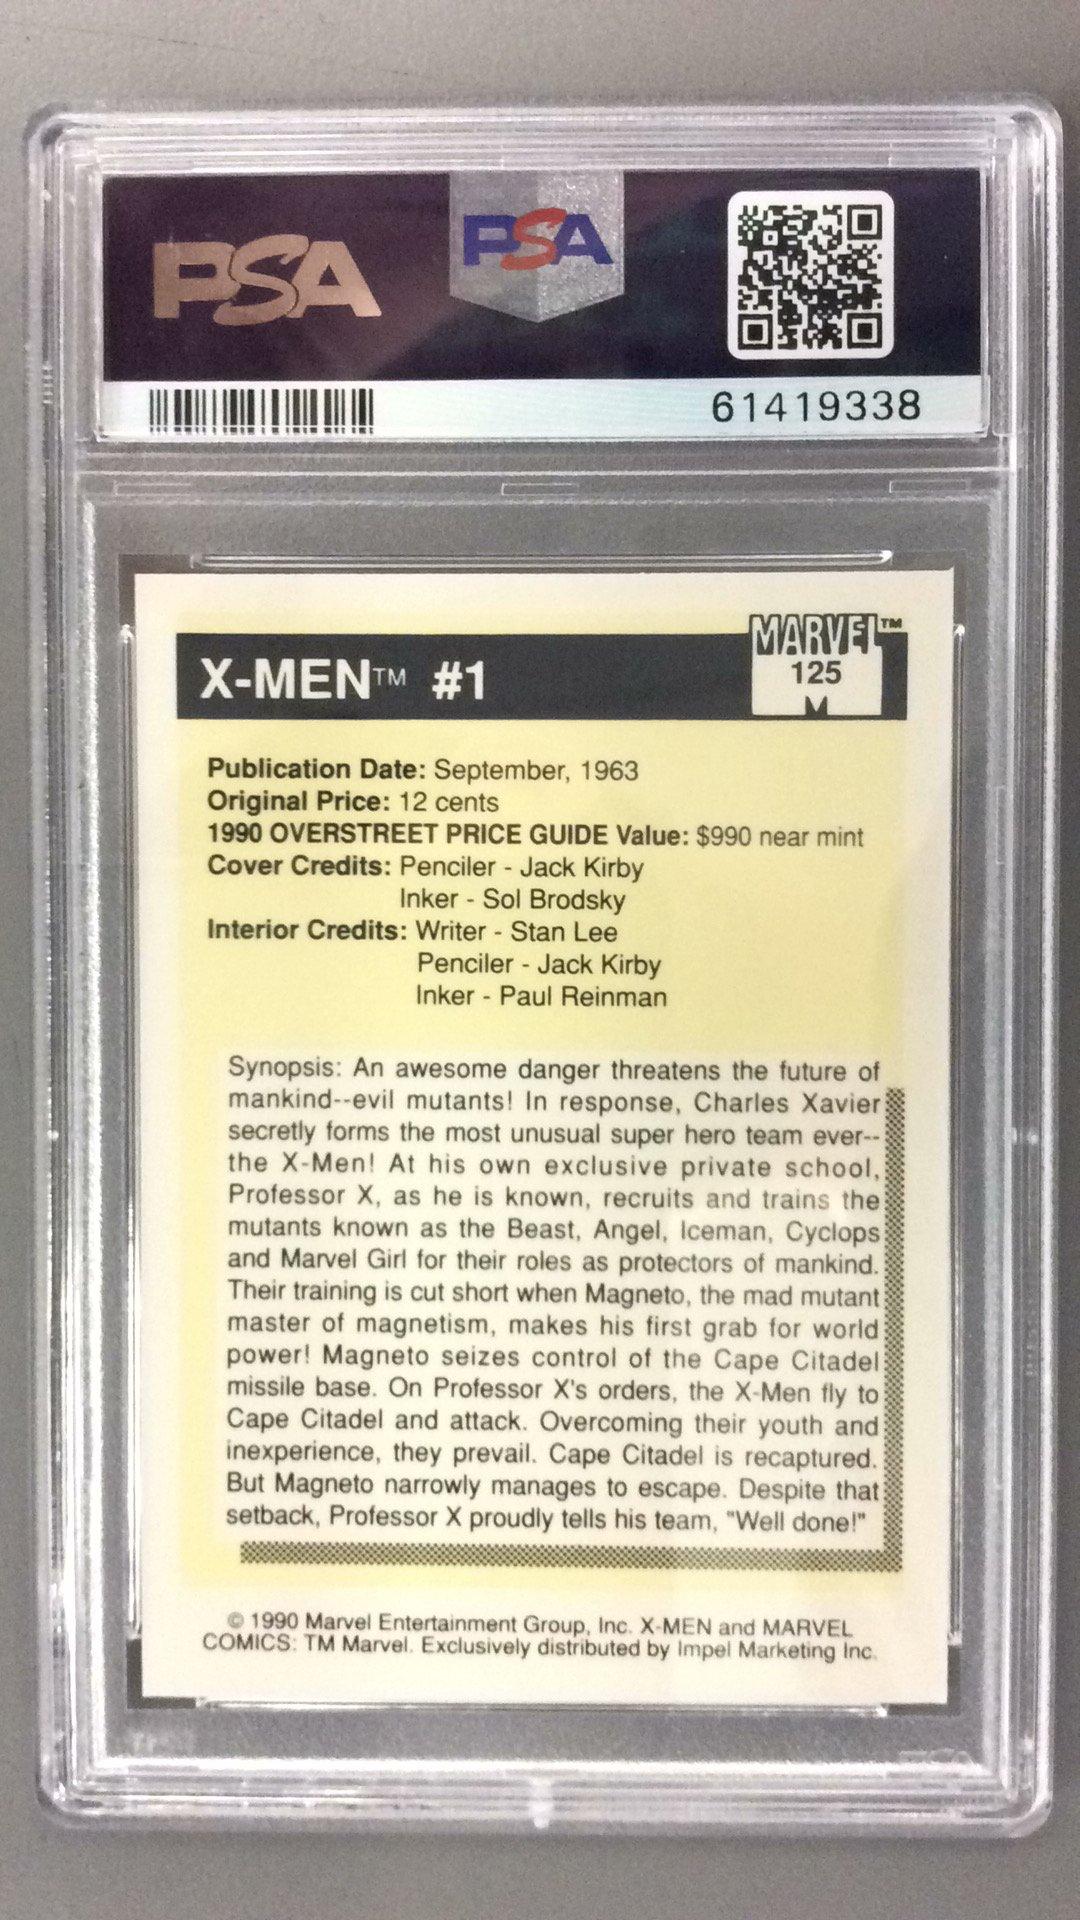 PSA
PSA
61419338
X-MEN™ #1
MARVEL™
125
M
Publication Date: September, 1963
Original Price: 12 cents
1990 OVERSTREET PRICE GUIDE Value: $990 near mint
Cover Credits: Penciler - Jack Kirby
Inker - Sol Brodsky
Interior Credits: Writer - Stan Lee
Penciler - Jack Kirby
Inker - Paul Reinman
Synopsis: An awesome danger threatens the future of
mankind--evil mutants! In response, Charles Xavier
secretly forms the most unusual super hero team ever--
the X-Men! At his own exclusive private school,
Professor X, as he is known, recruits and trains the
mutants known as the Beast, Angel, Iceman, Cyclops
and Marvel Girl for their roles as protectors of mankind.
Their training is cut short when Magneto, the mad mutant
master of magnetism, makes his first grab for world
power! Magneto seizes control of the Cape Citadel
missile base. On Professor X's orders, the X-Men fly to
Cape Citadel and attack. Overcoming their youth and
inexperience, they prevail. Cape Citadel is recaptured.
But Magneto narrowly manages to escape. Despite that
setback, Professor X proudly tells his team, "Well done!"
© 1990 Marvel Entertainment Group, Inc. X-MEN and MARVEL
COMICS: TM Marvel. Exclusively distributed by Impel Marketing Inc.